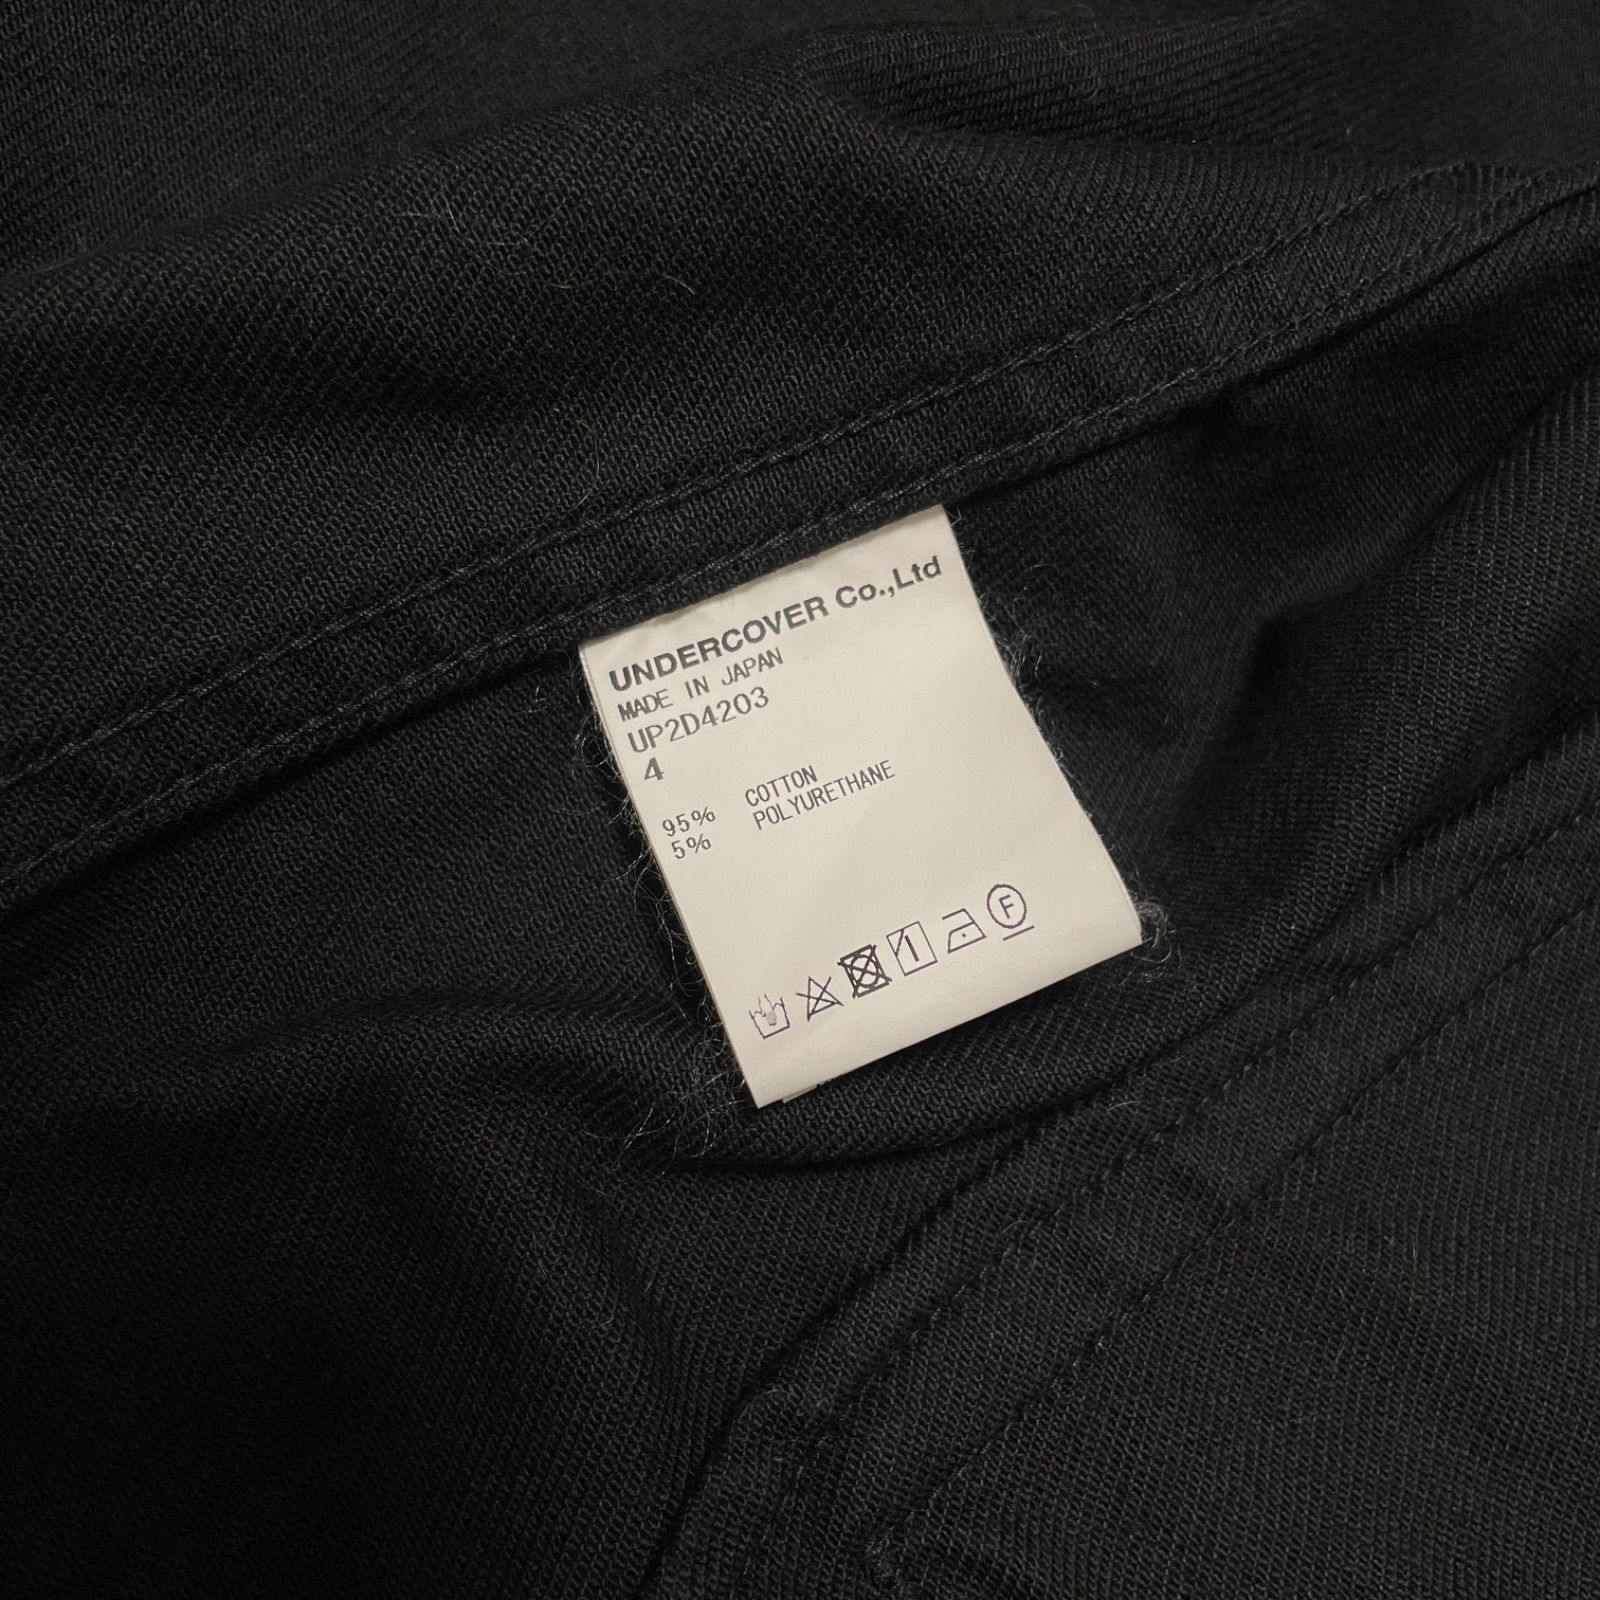 UNDERCOVER Co.,Ltd
MADE IN JAPAN
UP2D4203
4
95% COTTON
5% POLYURETHANE
F